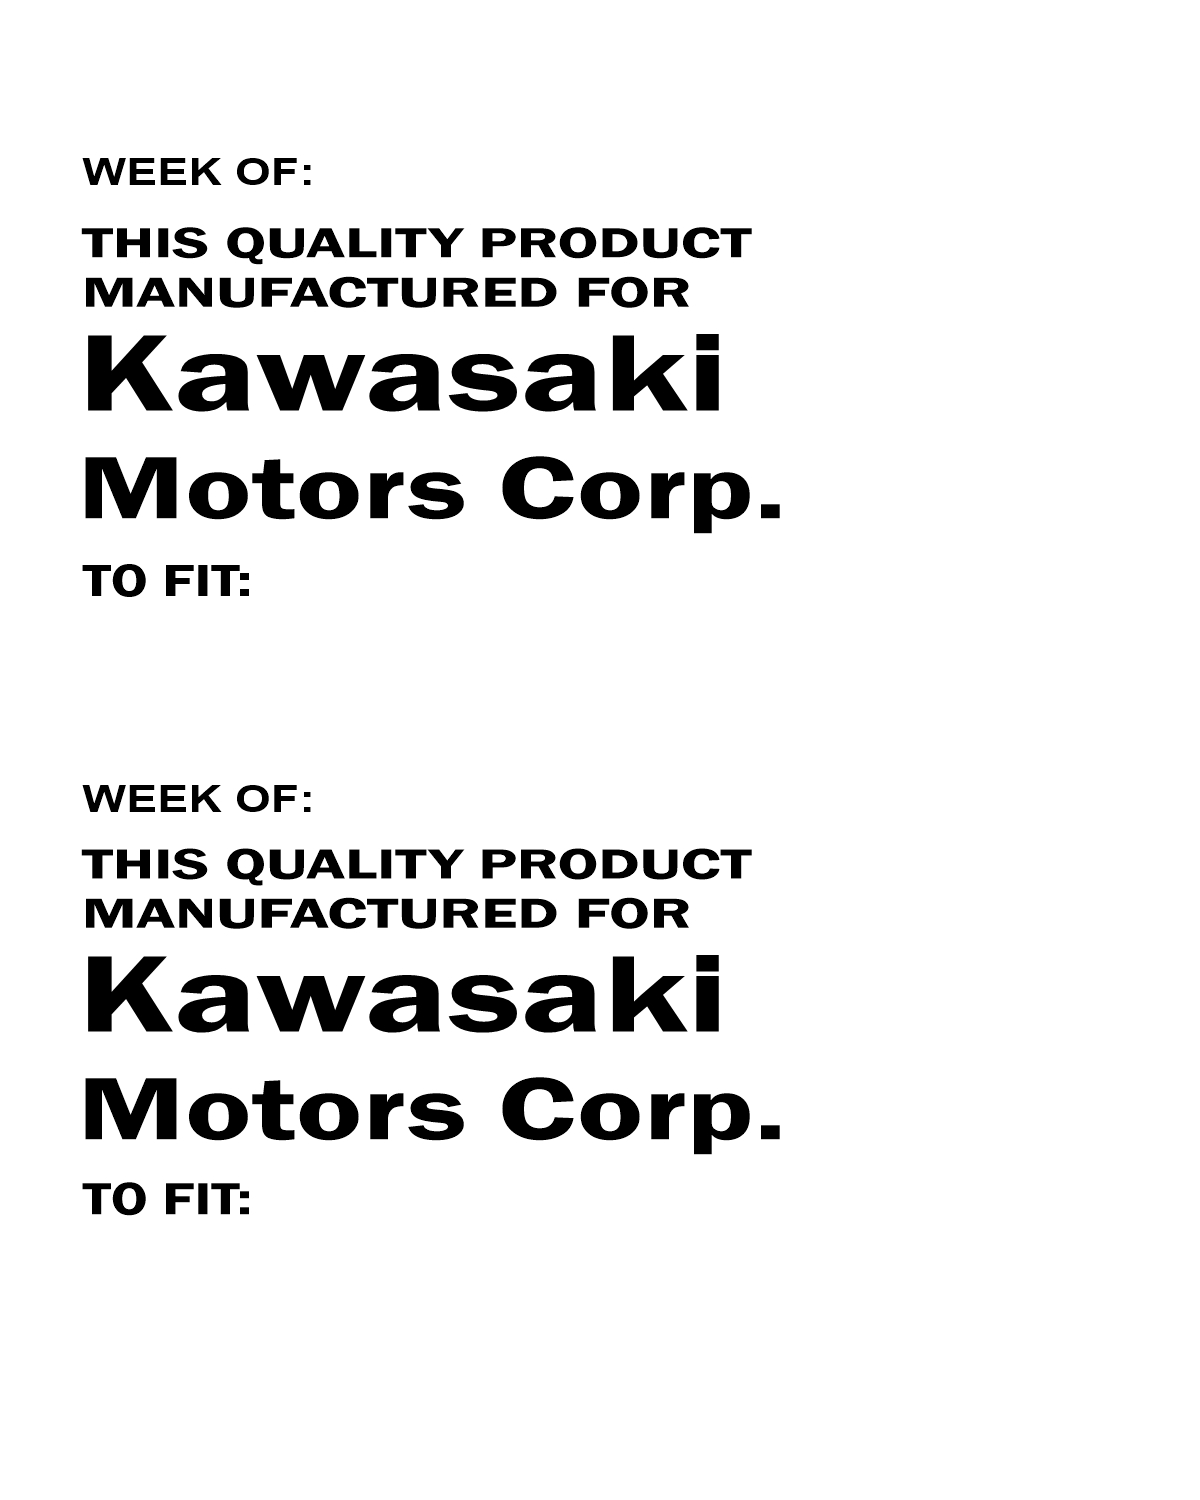 WEEK OF:
THIS QUALITY PRODUCT
MANUFACTURED FOR
Kawasaki
Motors Corp.
TO FIT:
WEEK OF:
THIS QUALITY PRODUCT
MANUFACTURED FOR
Kawasaki
Motors Corp.
TO FIT: